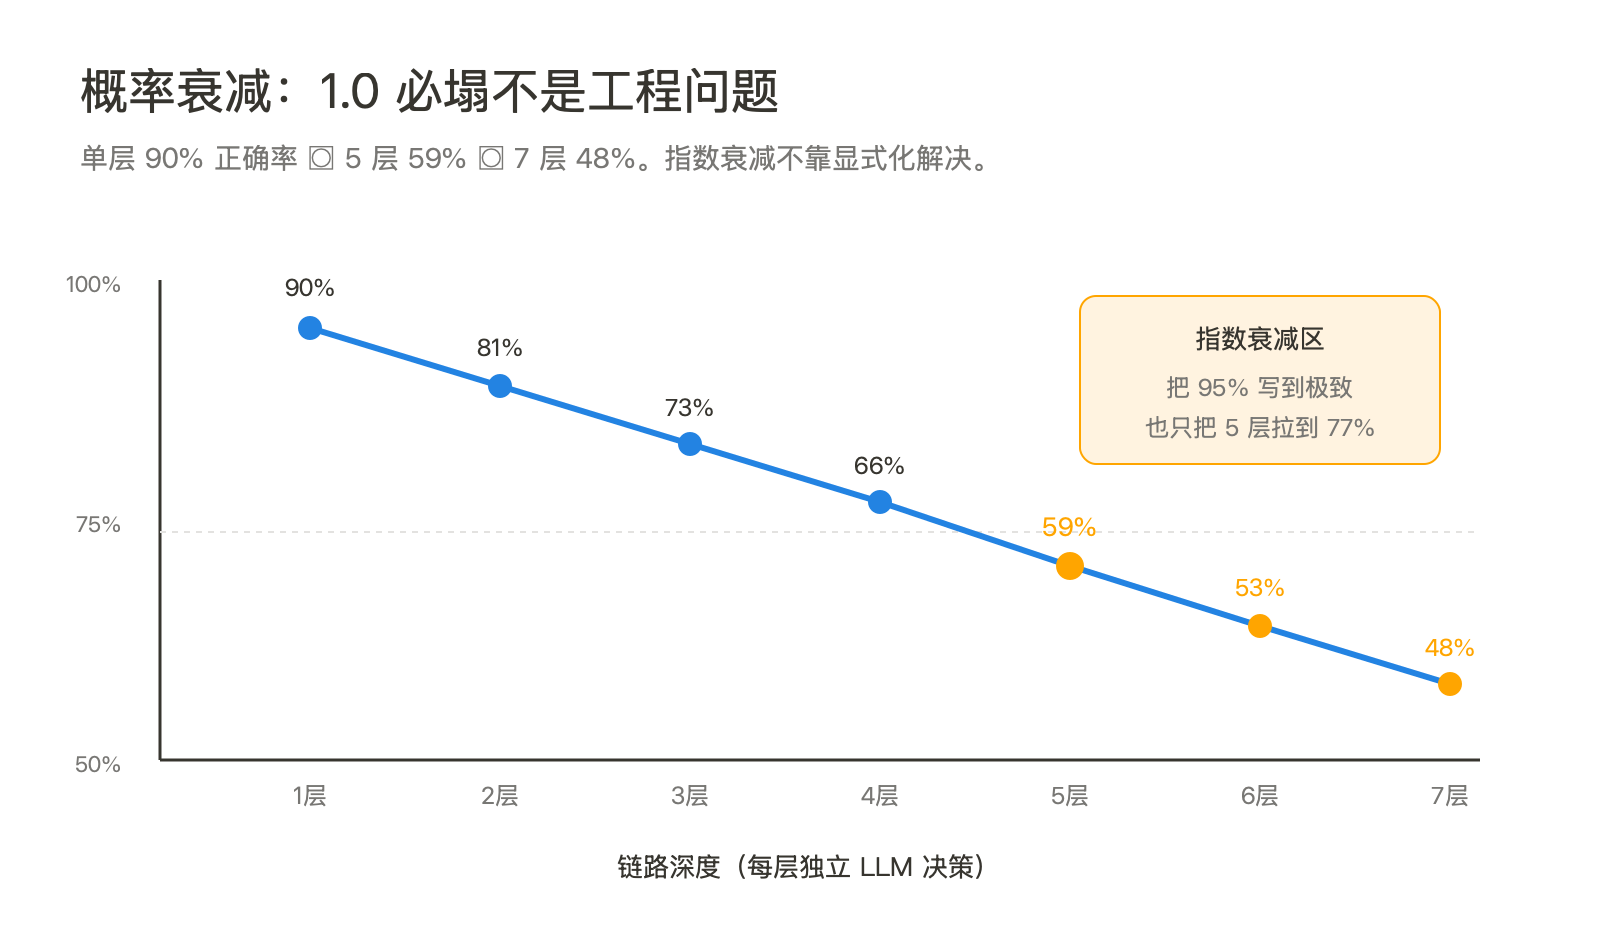 概率衰减：1.0 必塌不是工程问题
单层 90% 正确率 5 层 59% 7 层 48%。指数衰减不靠显式化解决。
100%
75%
50%
90%
81%
73%
66%
59%
53%
48%
指数衰减区
把 95% 写到极致
也只把 5 层拉到 77%
1层
2层
3层
4层
5层
6层
7层
链路深度（每层独立 LLM 决策）